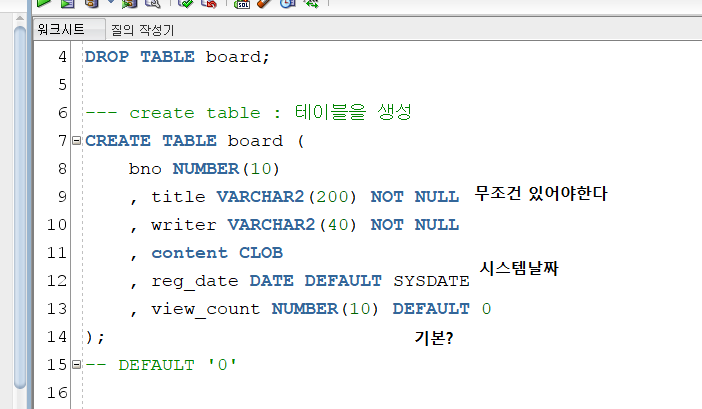 워크시트 질의 작성기
4 DROP TABLE board;
5
6 --- create table : 테이블을 생성
7 CREATE TABLE board (
8 bno NUMBER(10)
9 , title VARCHAR2(200) NOT NULL 무조건 있어야한다
10 , writer VARCHAR2(40) NOT NULL
11 , content CLOB
시스템날짜
12 , reg_date DATE DEFAULT SYSDATE
13 , view_count NUMBER(10) DEFAULT 0
14 ); 기본?
15 -- DEFAULT '0'
16